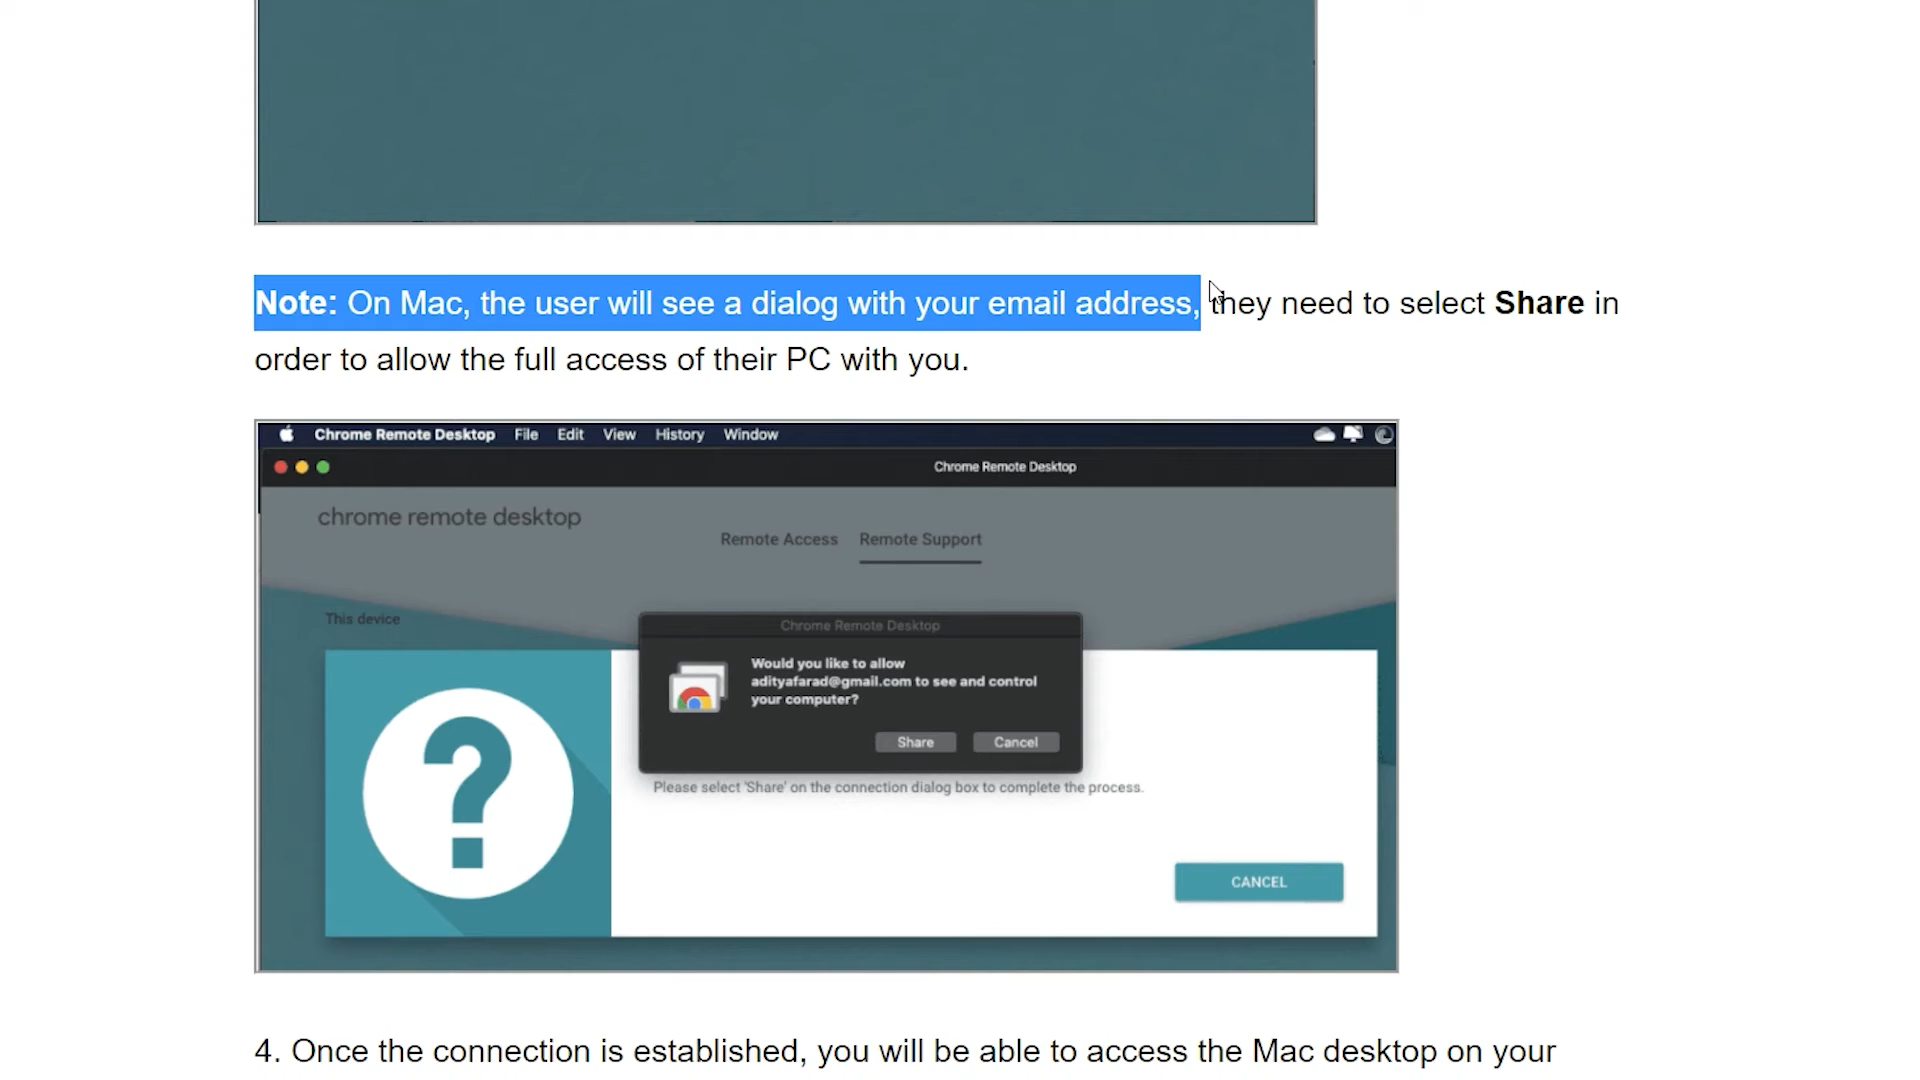 Note: On Mac, the user will see a dialog with your email address, they need to select Share in
order to allow the full access of their PC with you.
Chrome Remote Desktop File Edit View History Window
Chrome Remote Desktop
chrome remote desktop
Remote Access Remote Support
This device
Chrome Remote Desktop
Would you like to allow
adityafarad@gmail.com to see and control
your computer?
Share Cancel
Please select 'Share' on the connection dialog box to complete the process.
CANCEL
4. Once the connection is established, you will be able to access the Mac desktop on your